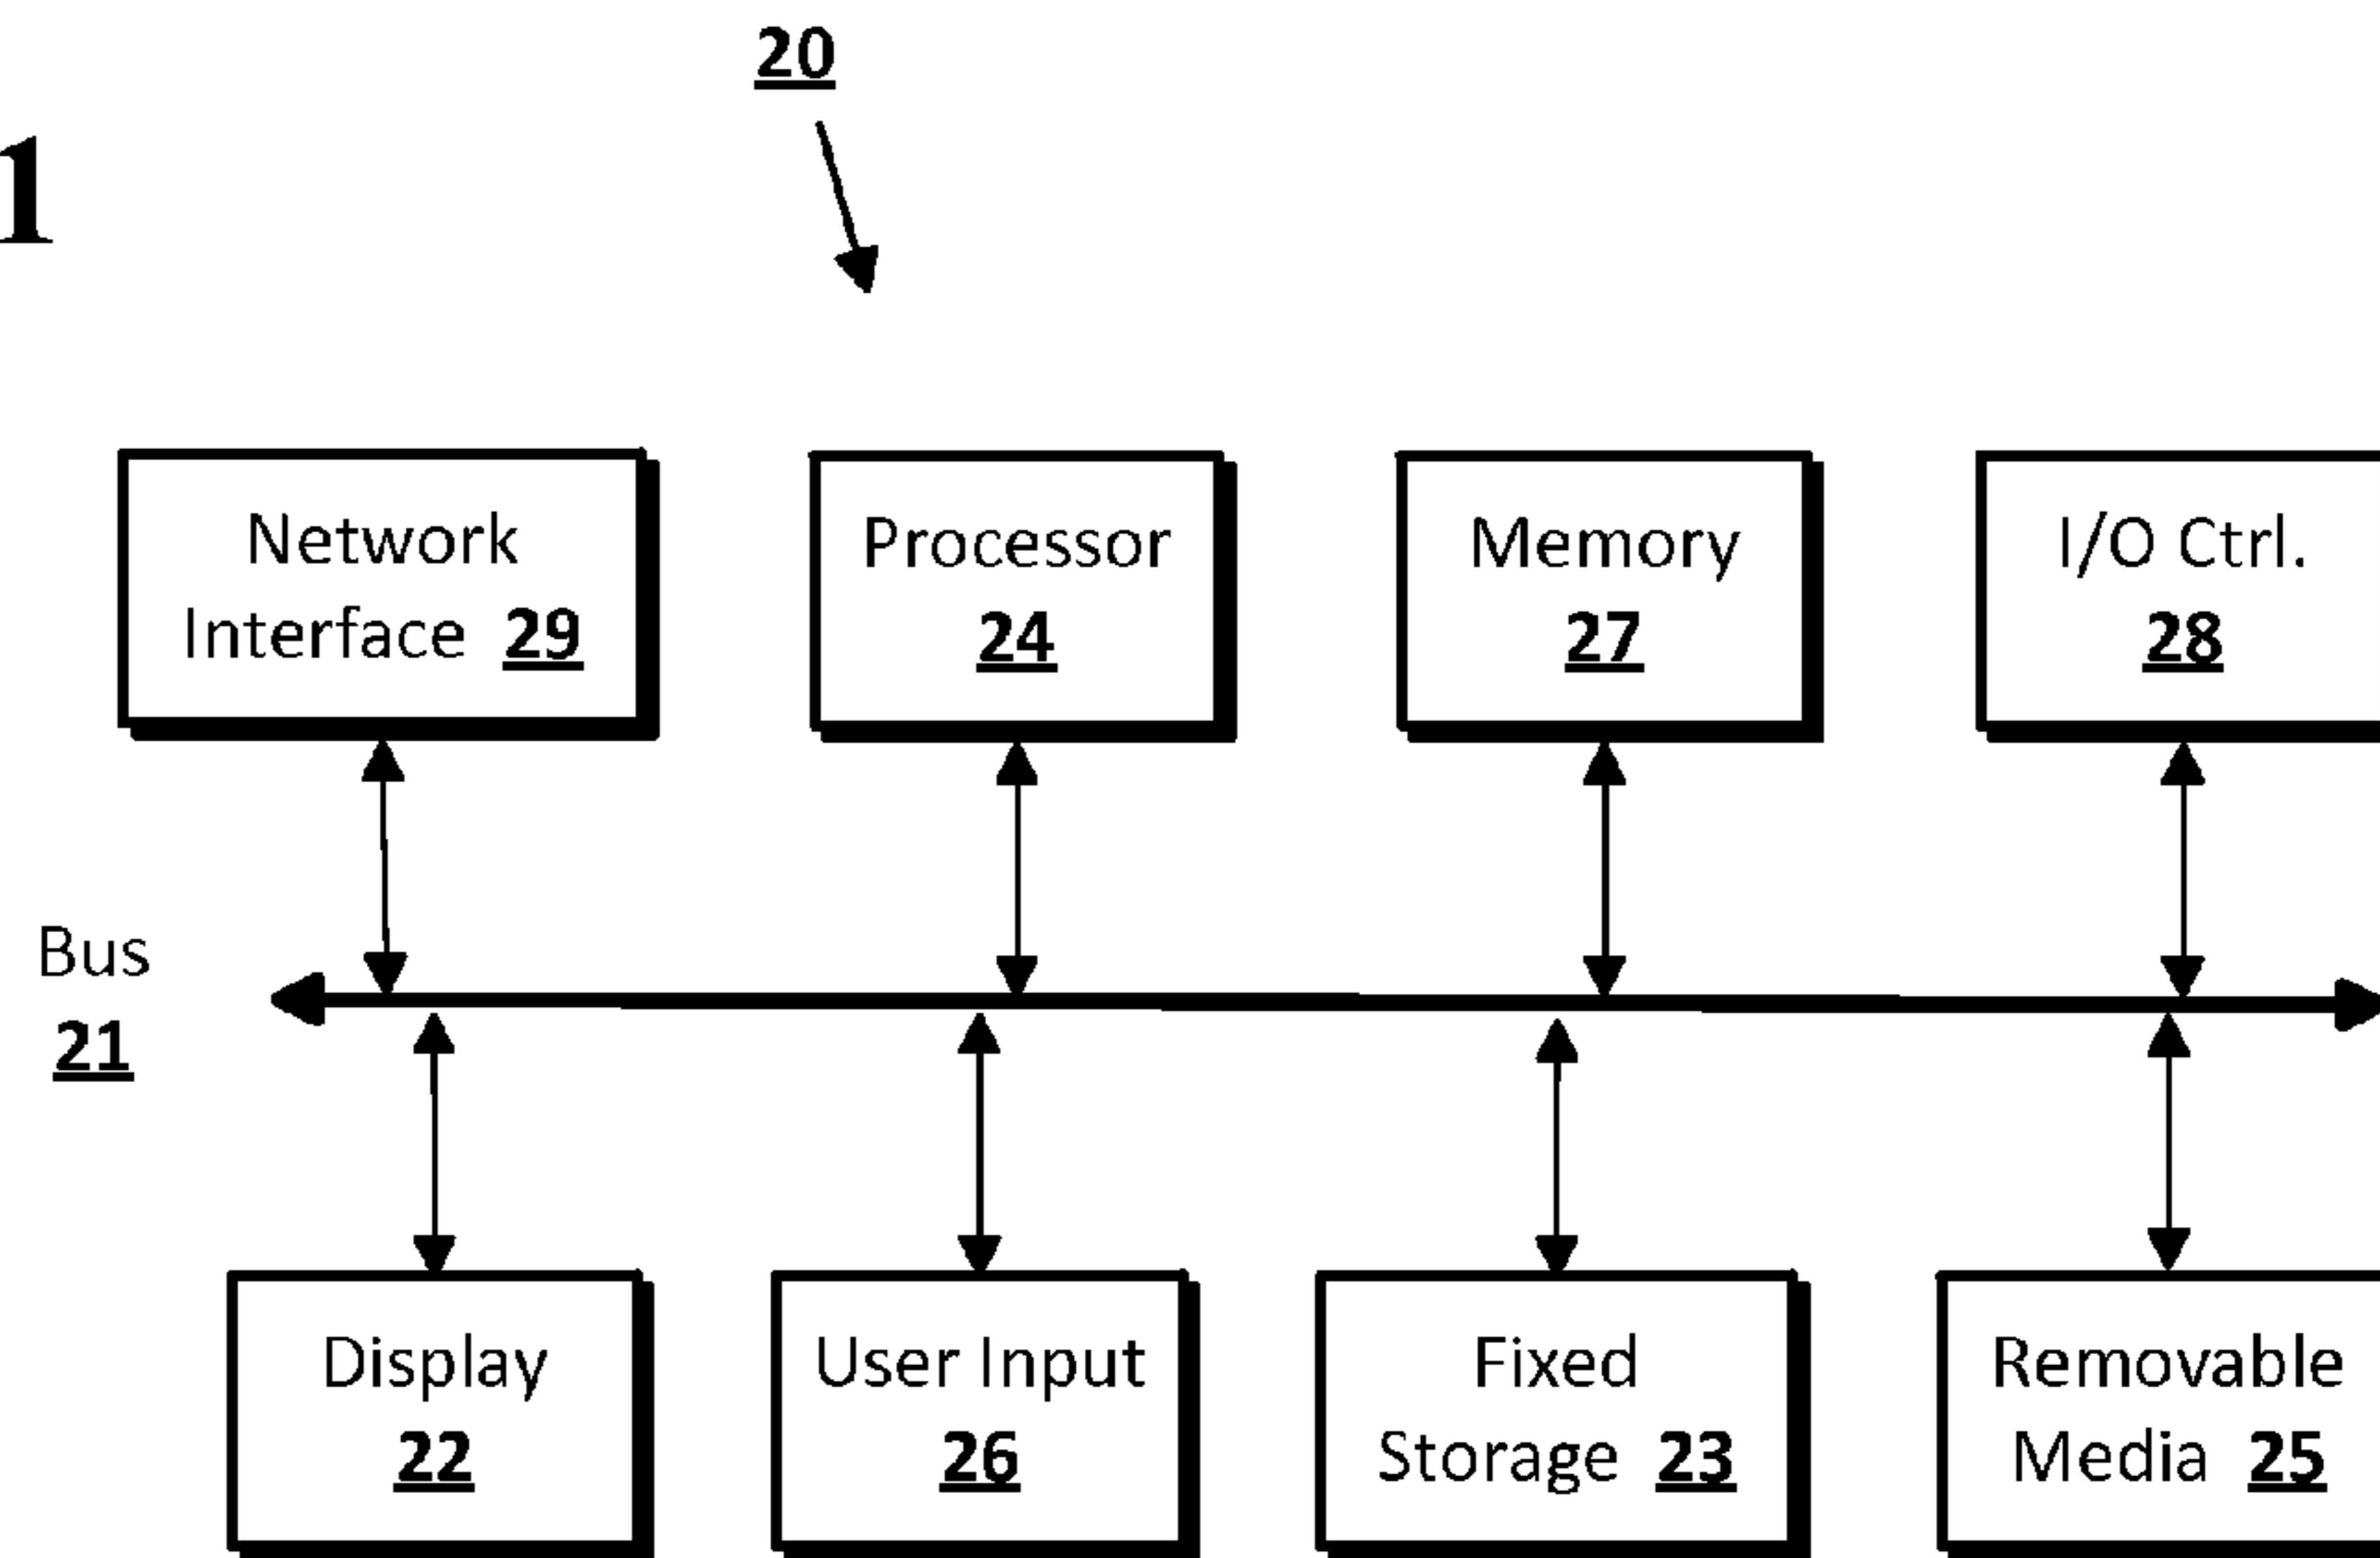 20
1
Network
Interface 29
Processor
24
Memory
27
I/O Ctrl.
28
Bus
21
Display
22
User Input
26
Fixed
Storage 23
Removable
Media 25